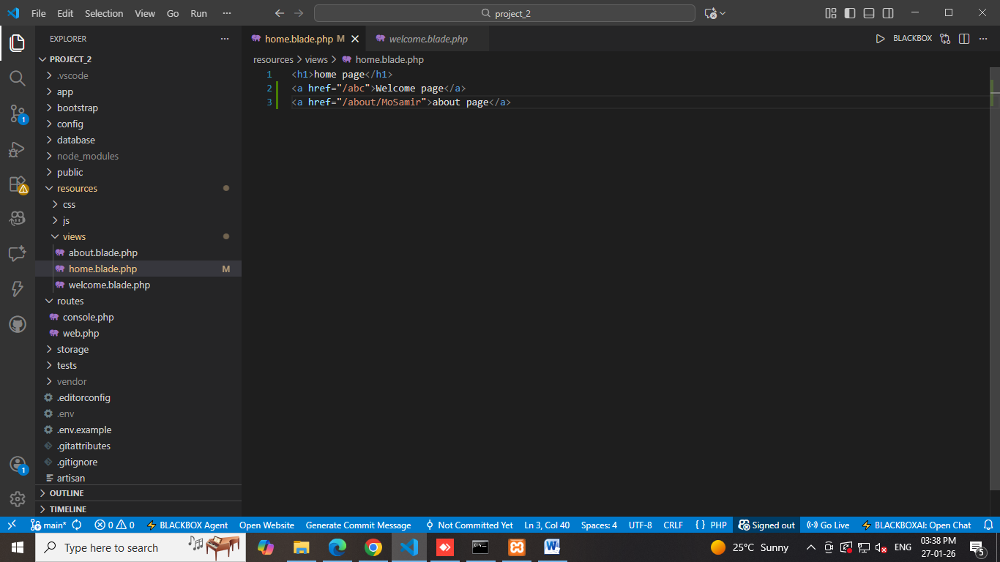 File Edit Selection View Go Run ···
project_2
EXPLORER
PROJECT_2
.vscode
app
bootstrap
config
database
node_modules
public
resources
css
js
views
about.blade.php
home.blade.php M
welcome.blade.php
routes
console.php
web.php
storage
tests
vendor
.editorconfig
.env
.env.example
.gitattributes
.gitignore
artisan
OUTLINE
TIMELINE
1
1
home.blade.php M
welcome.blade.php
BLACKBOX
resources > views > home.blade.php
1 <h1>home page</h1>
2 <a href="/abc">Welcome page</a>
3 <a href="/about/MoSamir">about page</a>
main* 0 0 BLACKBOX Agent Open Website Generate Commit Message Not Committed Yet Ln 3, Col 40 Spaces: 4 UTF-8 CRLF { } PHP Signed out Go Live BLACKBOXAI: Open Chat
Type here to search
25°C Sunny
ENG
03:38 PM
27-01-26
5